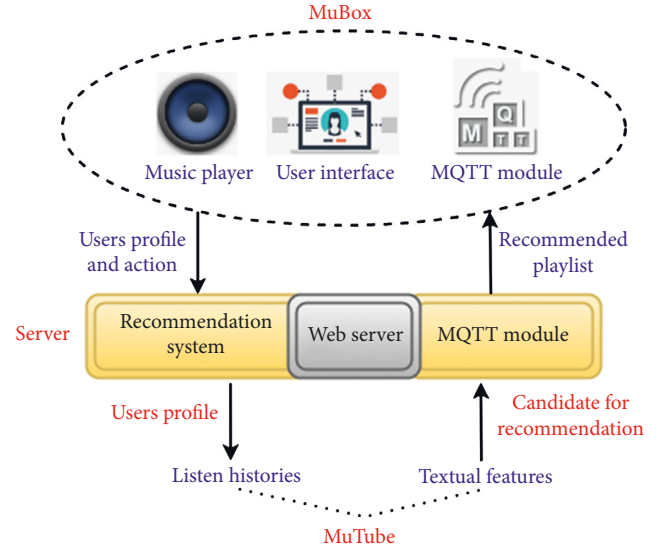 MuBox
M
Q
T T
Music player
User interface
MQTT module
Users profile
and action
Recommended
playlist
Server
Recommendation
system
Web server
MQTT module
Users profile
Candidate for
recommendation
Listen histories
Textual features
MuTube